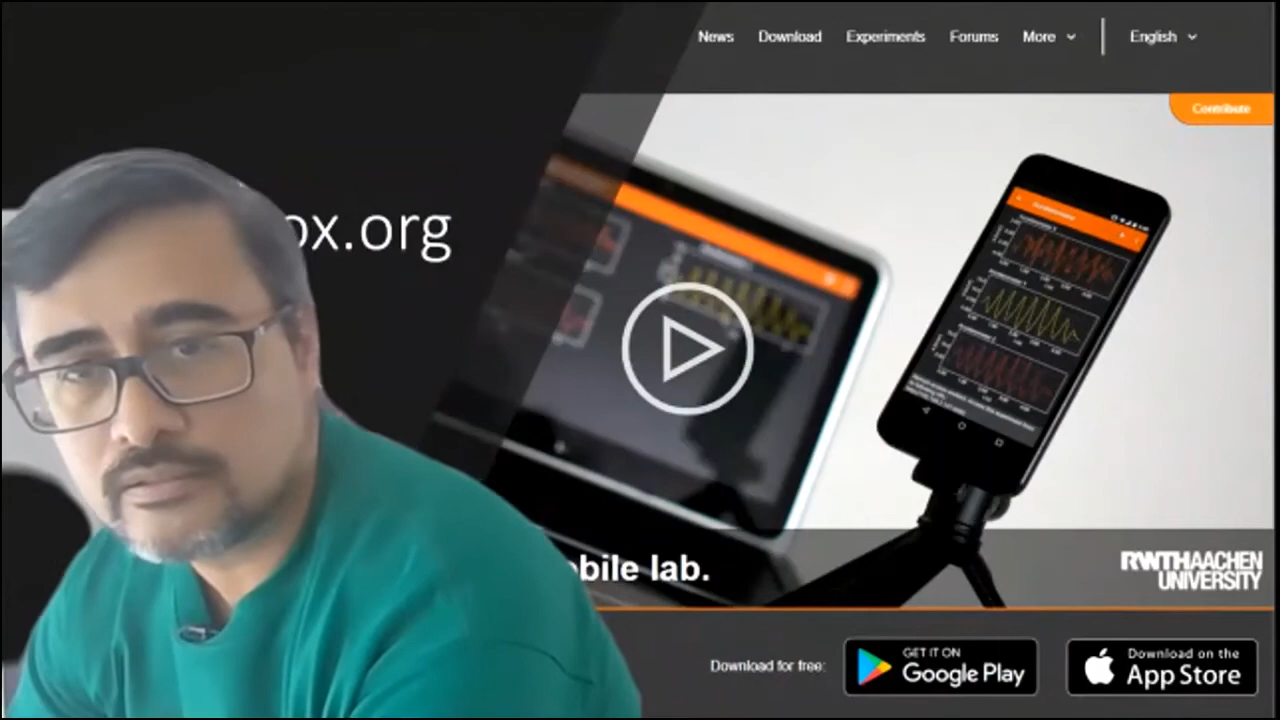 News Download Experiments Forums More English
Contribute
ox.org
obile lab.
RWTHAACHEN
UNIVERSITY
Download for free:
GET IT ON
Google Play
Download on the
App Store